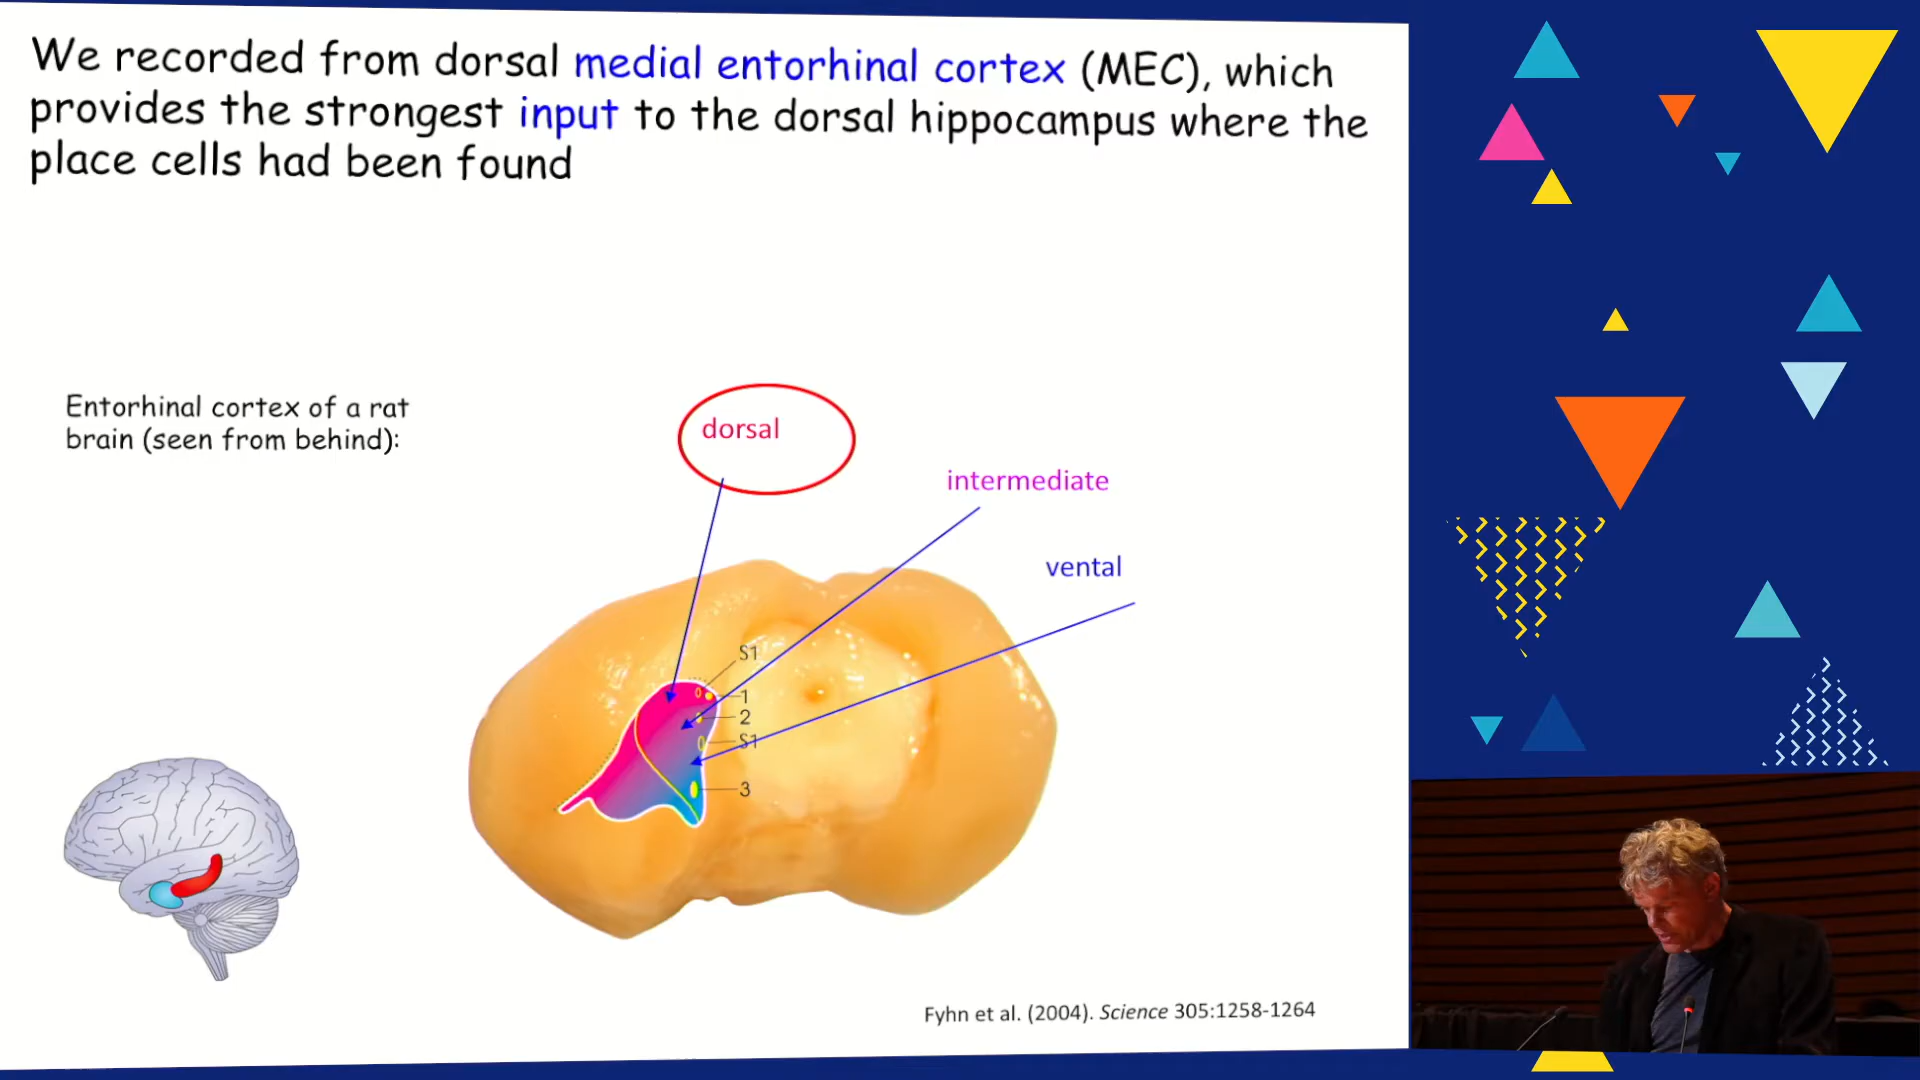 We recorded from dorsal medial entorhinal cortex (MEC), which
provides the strongest input to the dorsal hippocampus where the
place cells had been found
Entorhinal cortex of a rat
brain (seen from behind):
dorsal
intermediate
vental
S1
1
2
S1
3
Fyhn et al. (2004). Science 305:1258-1264